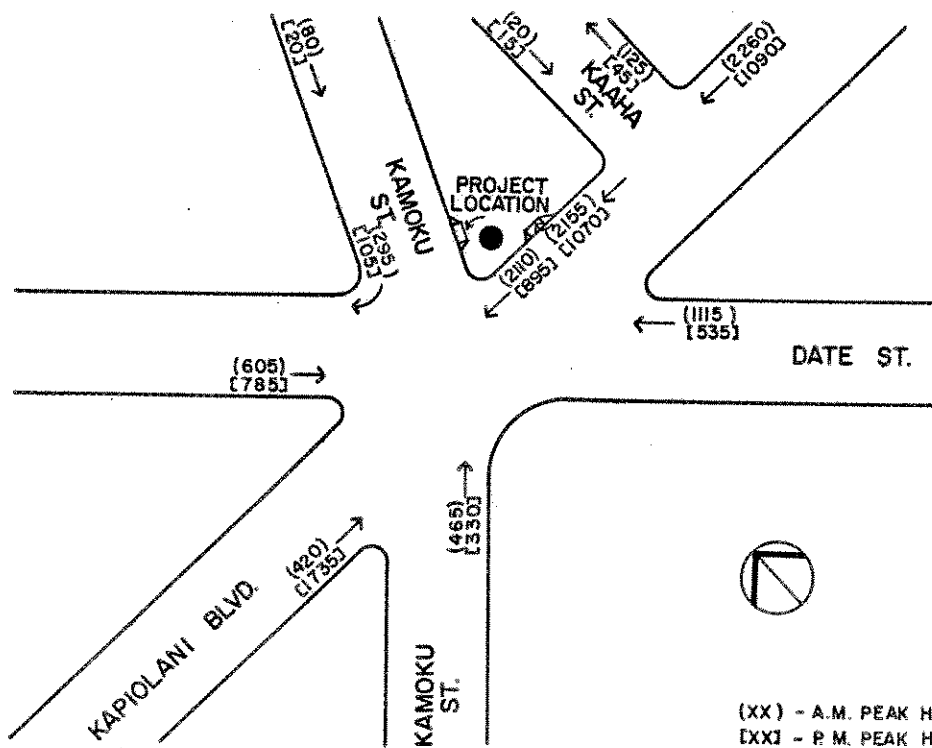 (80)
[20]
(20)
[15]
(125)
[45]
KAAHA
ST.
(2260)
[1090]
KAMOKU
ST.
PROJECT
LOCATION
(295)
[105]
(2155)
[1070]
(2110)
[895]
(1115)
[535]
DATE ST.
(605)
[785]
(465)
[330]
(420)
[1735]
KAPIOLANI BLVD.
KAMOKU
ST.
(XX) - A.M. PEAK H
[XX] - P.M. PEAK H